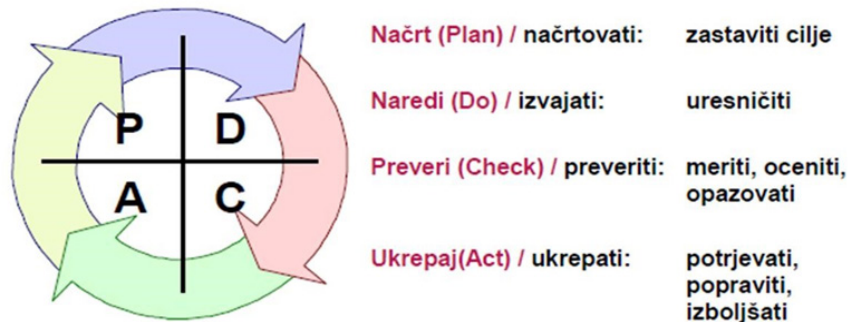 P D
A C
Načrt (Plan) / načrtovati: zastaviti cilje
Naredi (Do) / izvajati: uresničiti
Preveri (Check) / preveriti: meriti, oceniti,
opazovati
Ukrepaj(Act) / ukrepati: potrjevati,
popraviti,
izboljšati